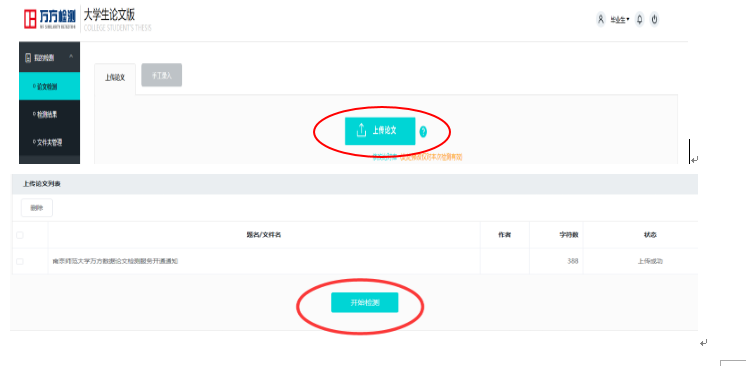 万方检测 大学生论文版
COLLEGE STUDENTS THESIS
毕业生
我的检测
论文检测
检测结果
文件夹管理
上传论文
手工录入
上传论文
?
上传论文列表
删除
题名/文件名 作者 字符数 状态
南京师范大学万方数据论文检测服务开通通知 388 上传成功
开始检测